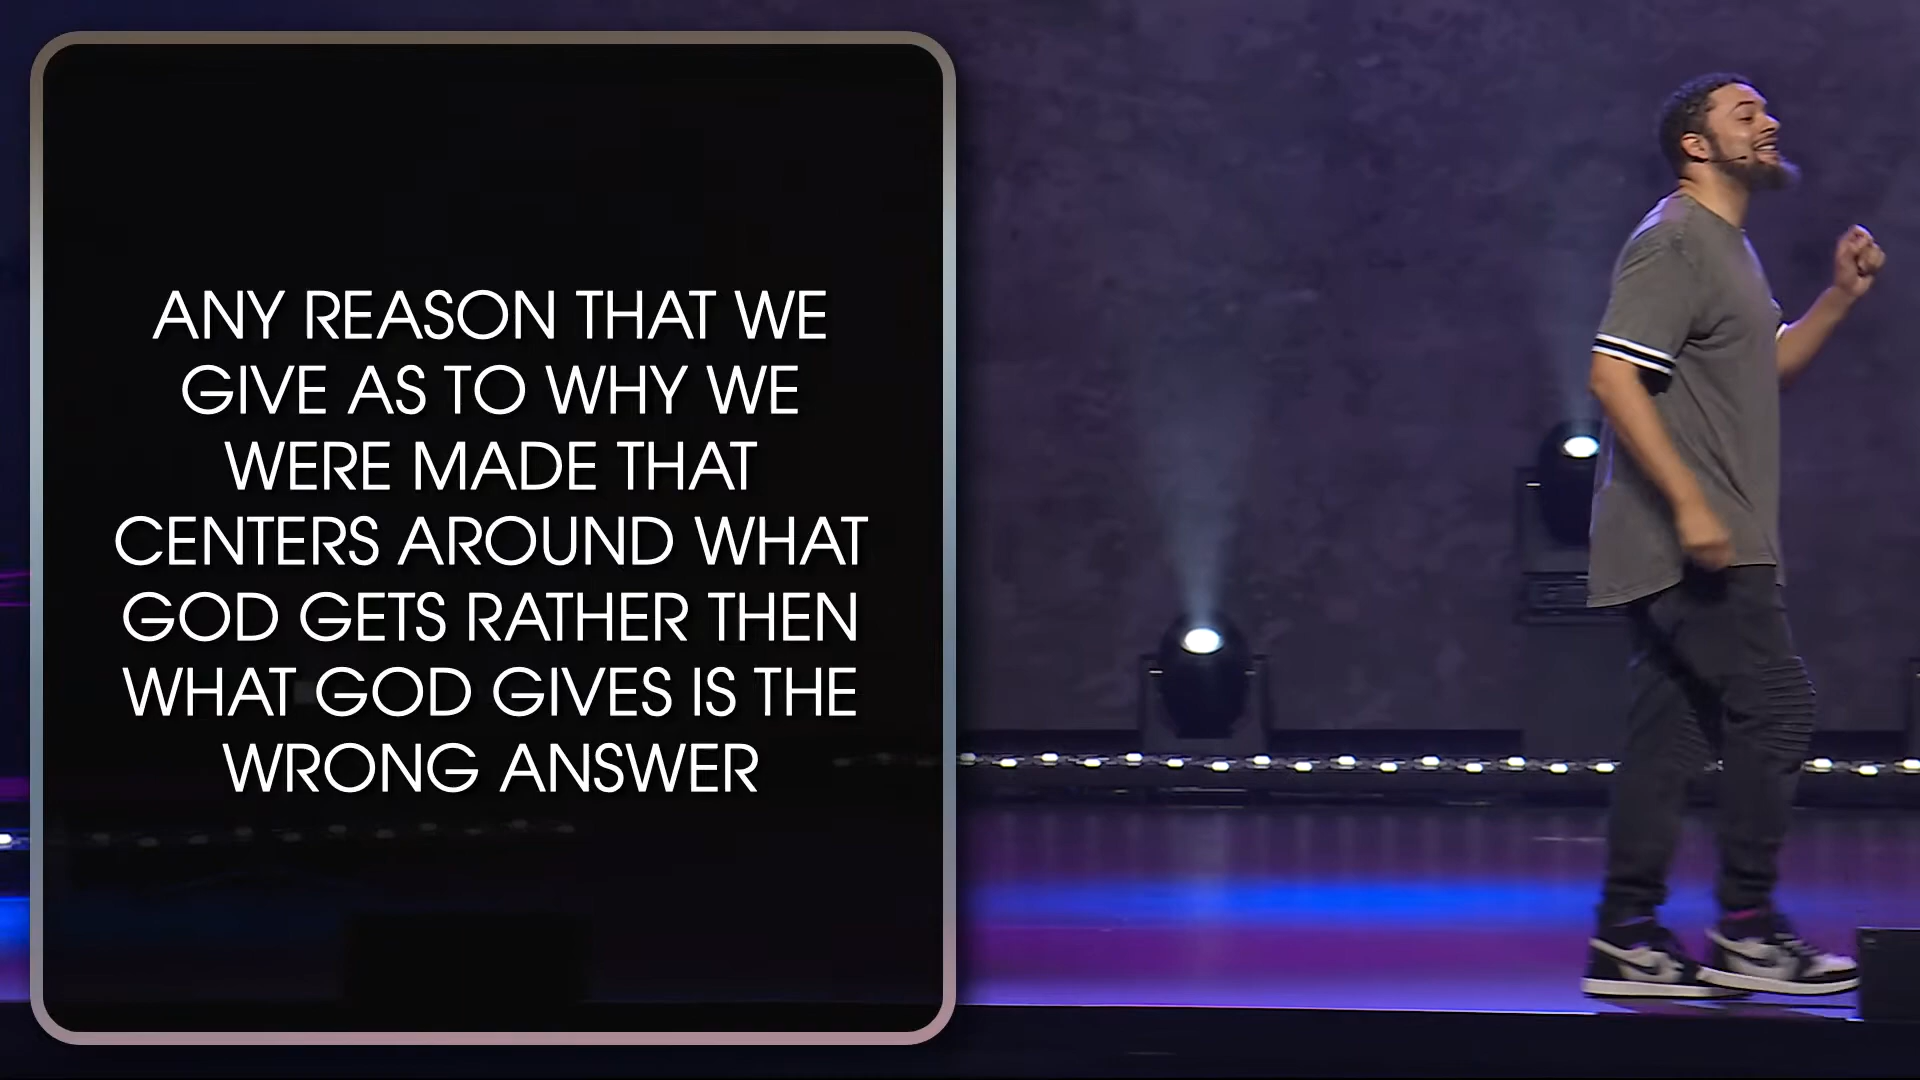 ANY REASON THAT WE
GIVE AS TO WHY WE
WERE MADE THAT
CENTERS AROUND WHAT
GOD GETS RATHER THEN
WHAT GOD GIVES IS THE
WRONG ANSWER